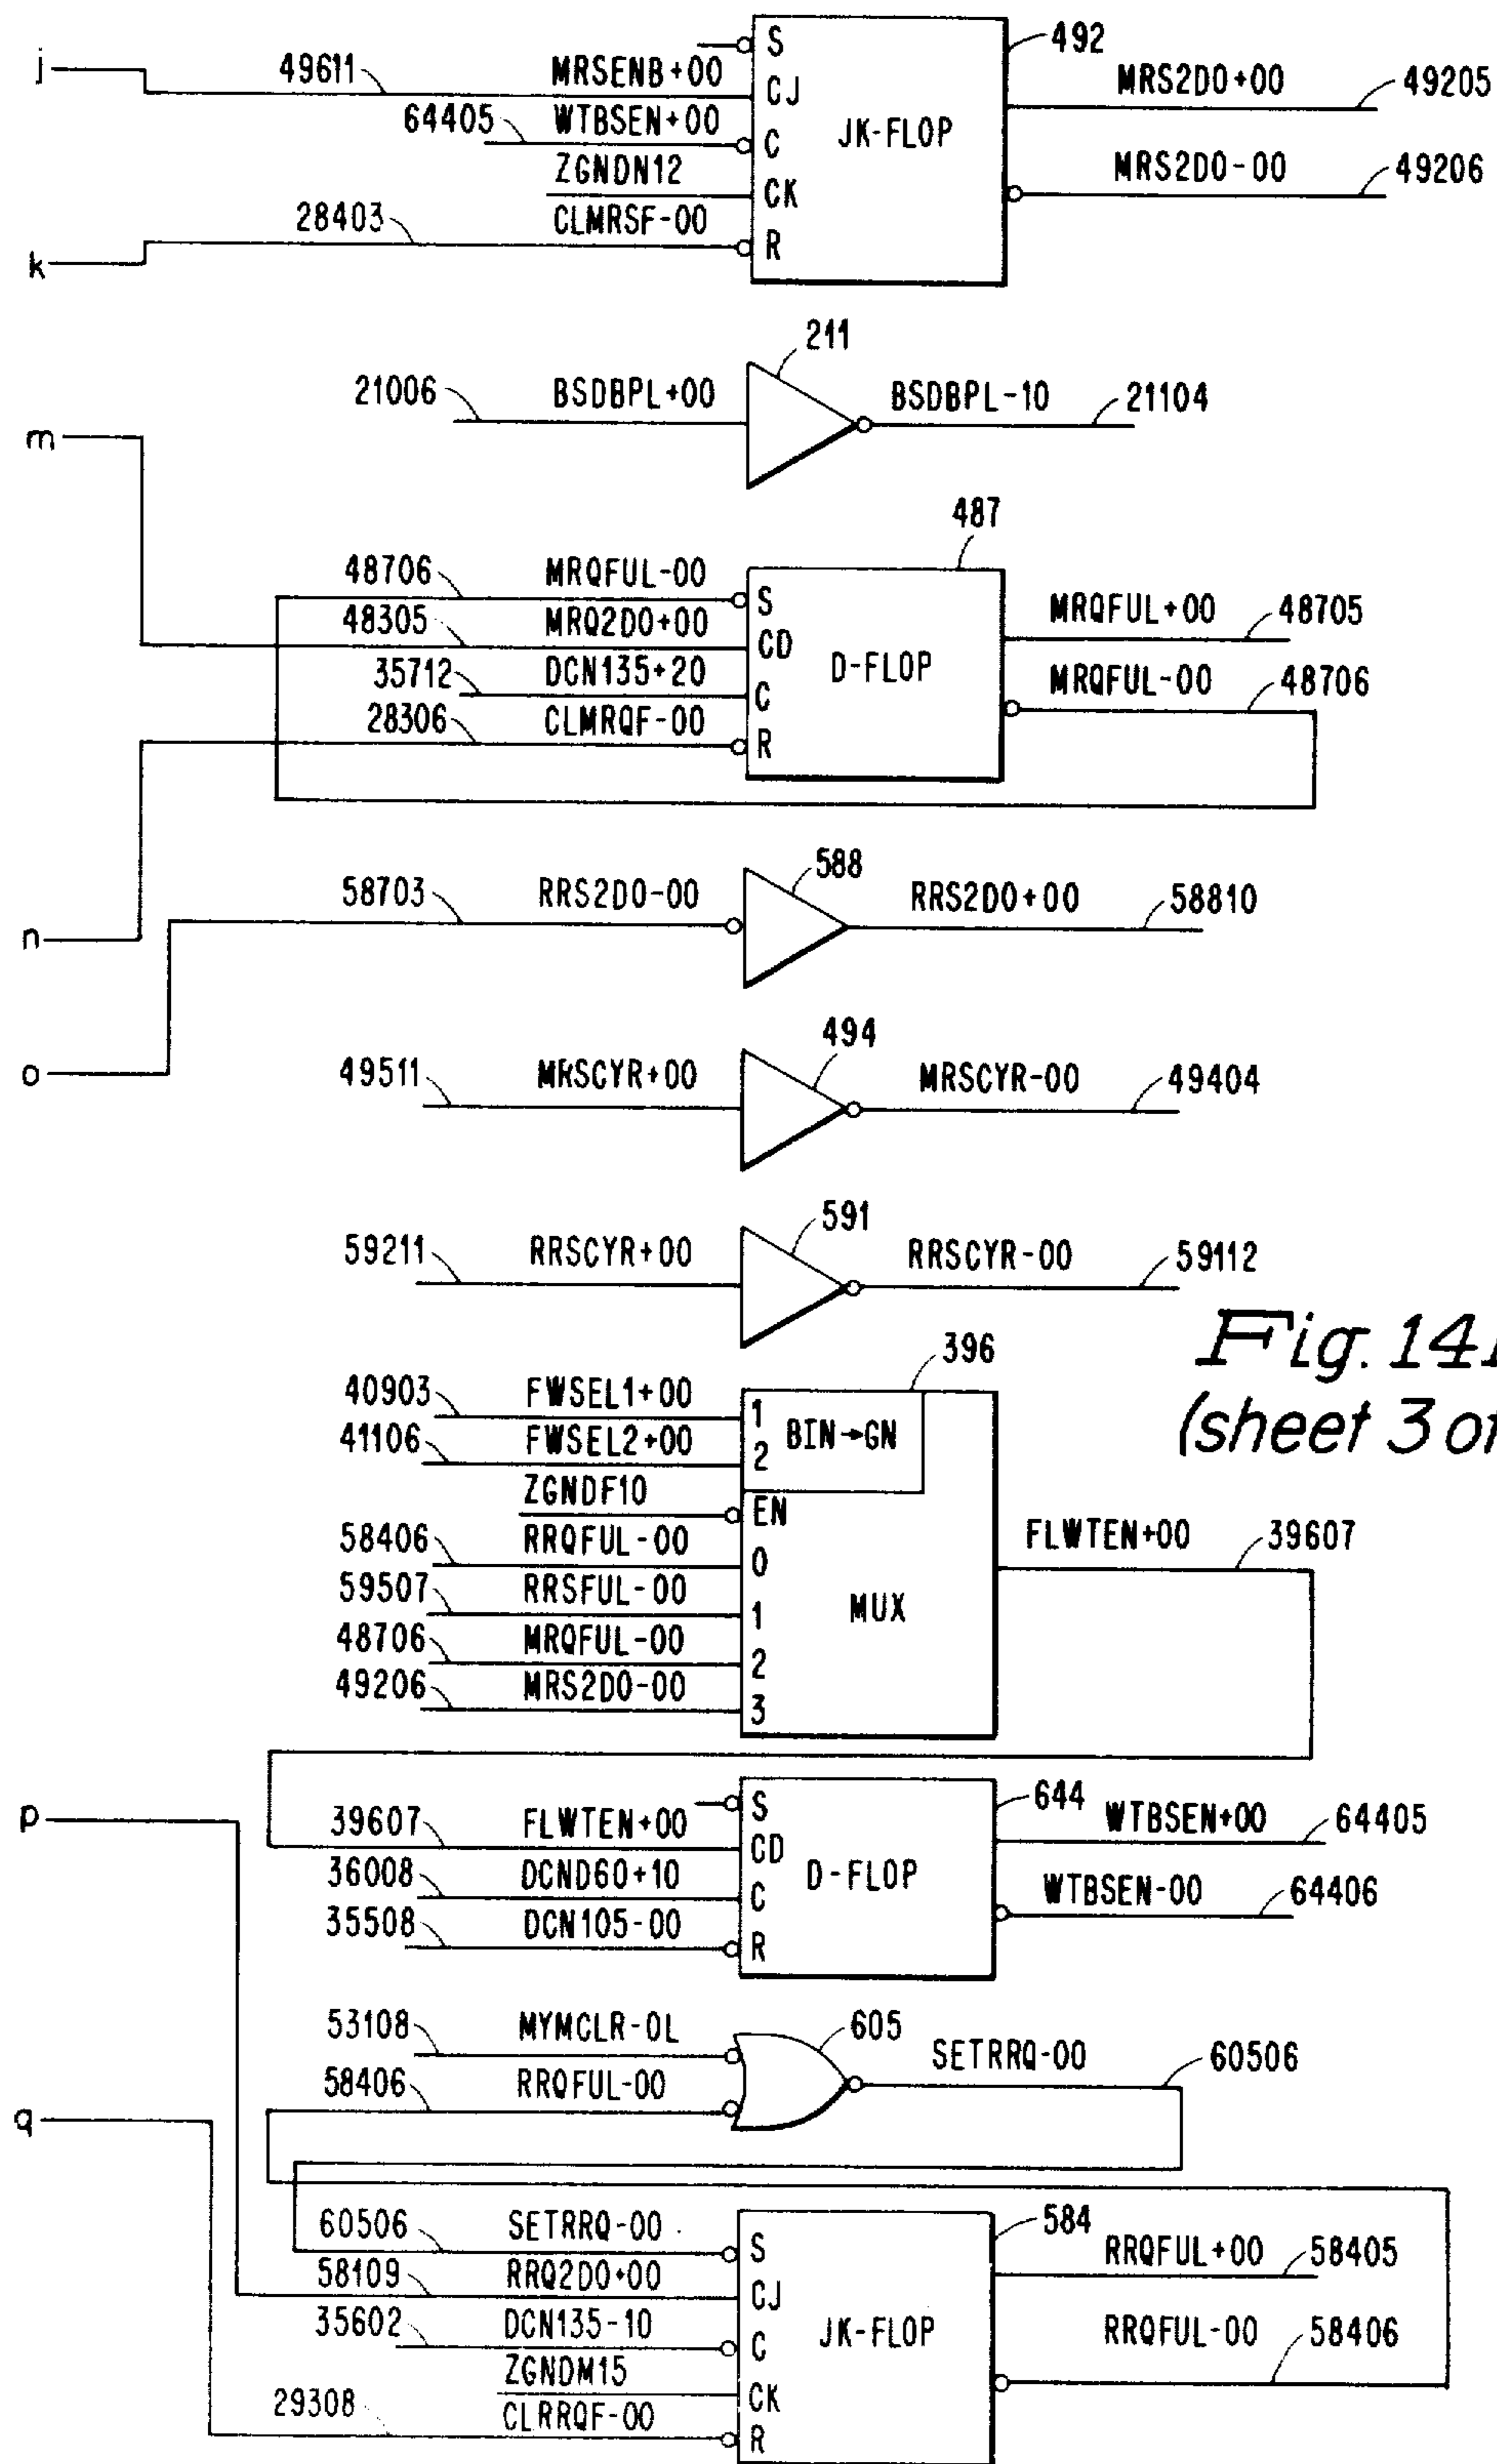 S
492
j
49611
MRSENB+00
CJ
MRS2D0+00
49205
64405
WTBSEN+00
C
JK-FLOP
ZGNDN12
CK
MRS2D0-00
49206
28403
CLMRSF-00
R
k
211
21006
BSDBPL+00
BSDBPL-10
21104
m
487
48706
MRQFUL-00
S
MRQFUL+00
48705
48305
MRQ2D0+00
CD
D-FLOP
35712
DCN135+20
C
MRQFUL-00
48706
28306
CLMRQF-00
R
588
58703
RRS2D0-00
RRS2D0+00
58810
n
o
494
49511
MRSCYR+00
MRSCYR-00
49404
591
59211
RRSCYR+00
RRSCYR-00
59112
Fig. 14
(sheet 3 of
396
40903
FWSEL1+00
1
BIN→GN
41106
FWSEL2+00
2
ZGNDF10
EN
58406
RRQFUL-00
0
FLWTEN+00
39607
59507
RRSFUL-00
1
MUX
48706
MRQFUL-00
2
49206
MRS2D0-00
3
p
S
644
WTBSEN+00
64405
39607
FLWTEN+00
CD
D-FLOP
36008
DCND60+10
C
WTBSEN-00
64406
35508
DCN105-00
R
53108
MYMCLR-0L
605
SETRRQ-00
60506
58406
RRQFUL-00
q
60506
SETRRQ-00
S
584
58109
RRQ2D0+00
CJ
RRQFUL+00
58405
35602
DCN135-10
C
JK-FLOP
RRQFUL-00
58406
ZGNDM15
CK
29308
CLRRQF-00
R